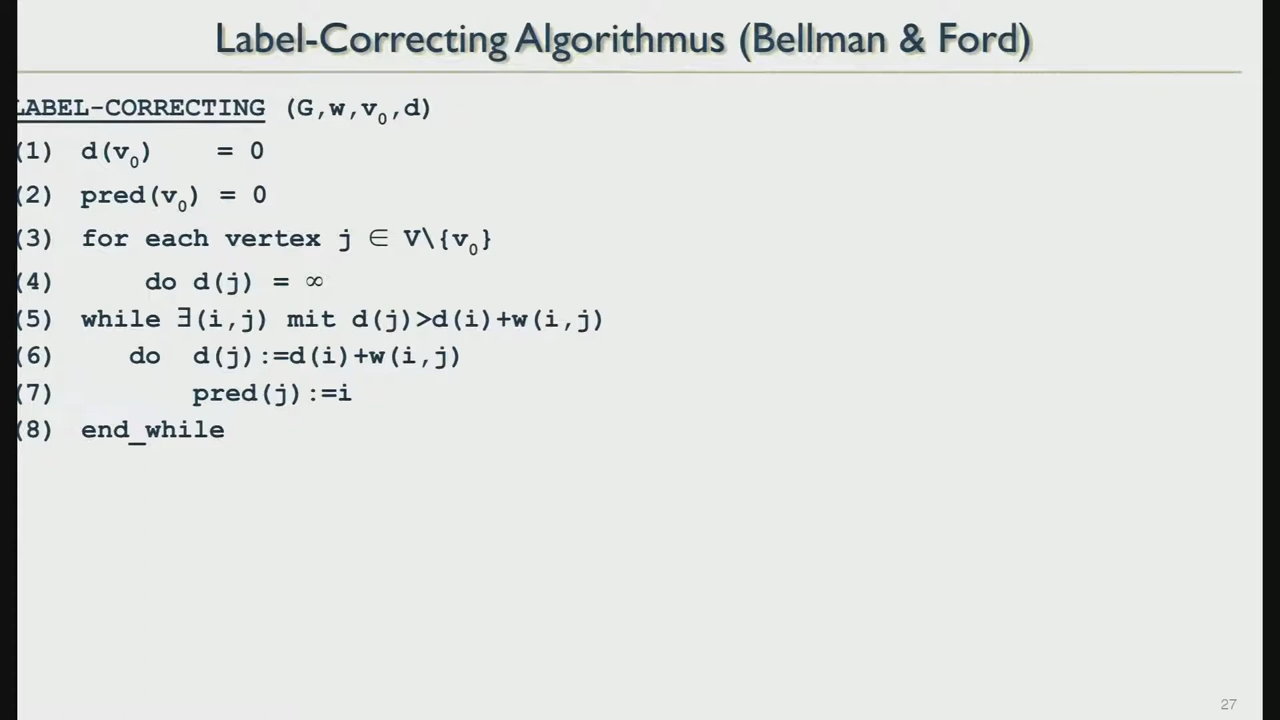 Label-Correcting Algorithmus (Bellman & Ford)
LABEL-CORRECTING (G,w,v₀,d)
(1) d(v₀) = 0
(2) pred(v₀) = 0
(3) for each vertex j ∈ V\{v₀}
(4) do d(j) = ∞
(5) while ∃(i,j) mit d(j)>d(i)+w(i,j)
(6) do d(j):=d(i)+w(i,j)
(7) pred(j):=i
(8) end_while
27